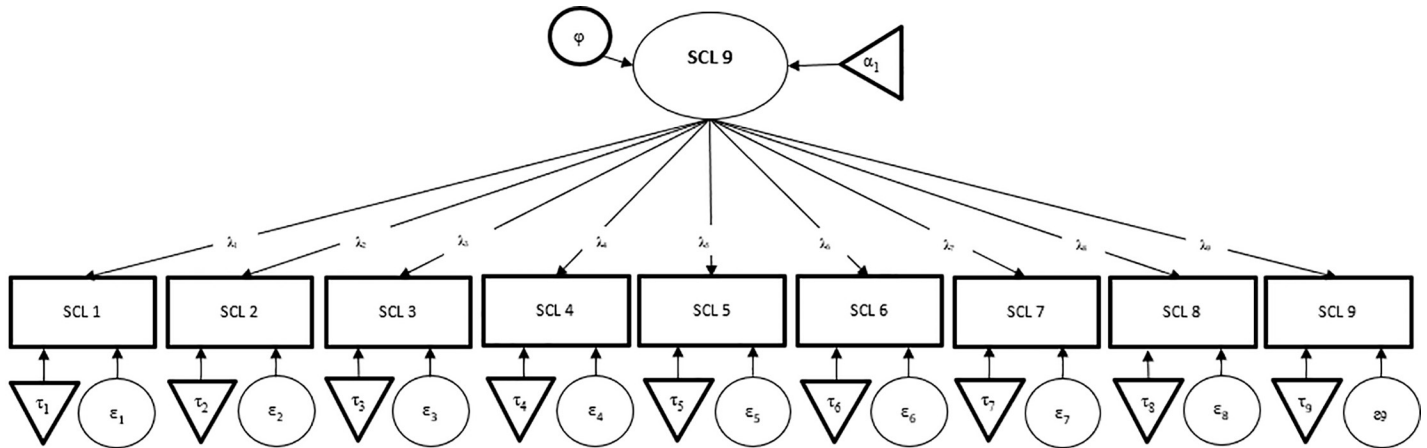 φ
SCL 9
α1
λ1 λ2 λ3 λ4 λ5 λ6 λ7 λ8 λ9
SCL 1 SCL 2 SCL 3 SCL 4 SCL 5 SCL 6 SCL 7 SCL 8 SCL 9
τ1 ε1 τ2 ε2 τ3 ε3 τ4 ε4 τ5 ε5 τ6 ε6 τ7 ε7 τ8 ε8 τ9 ε9